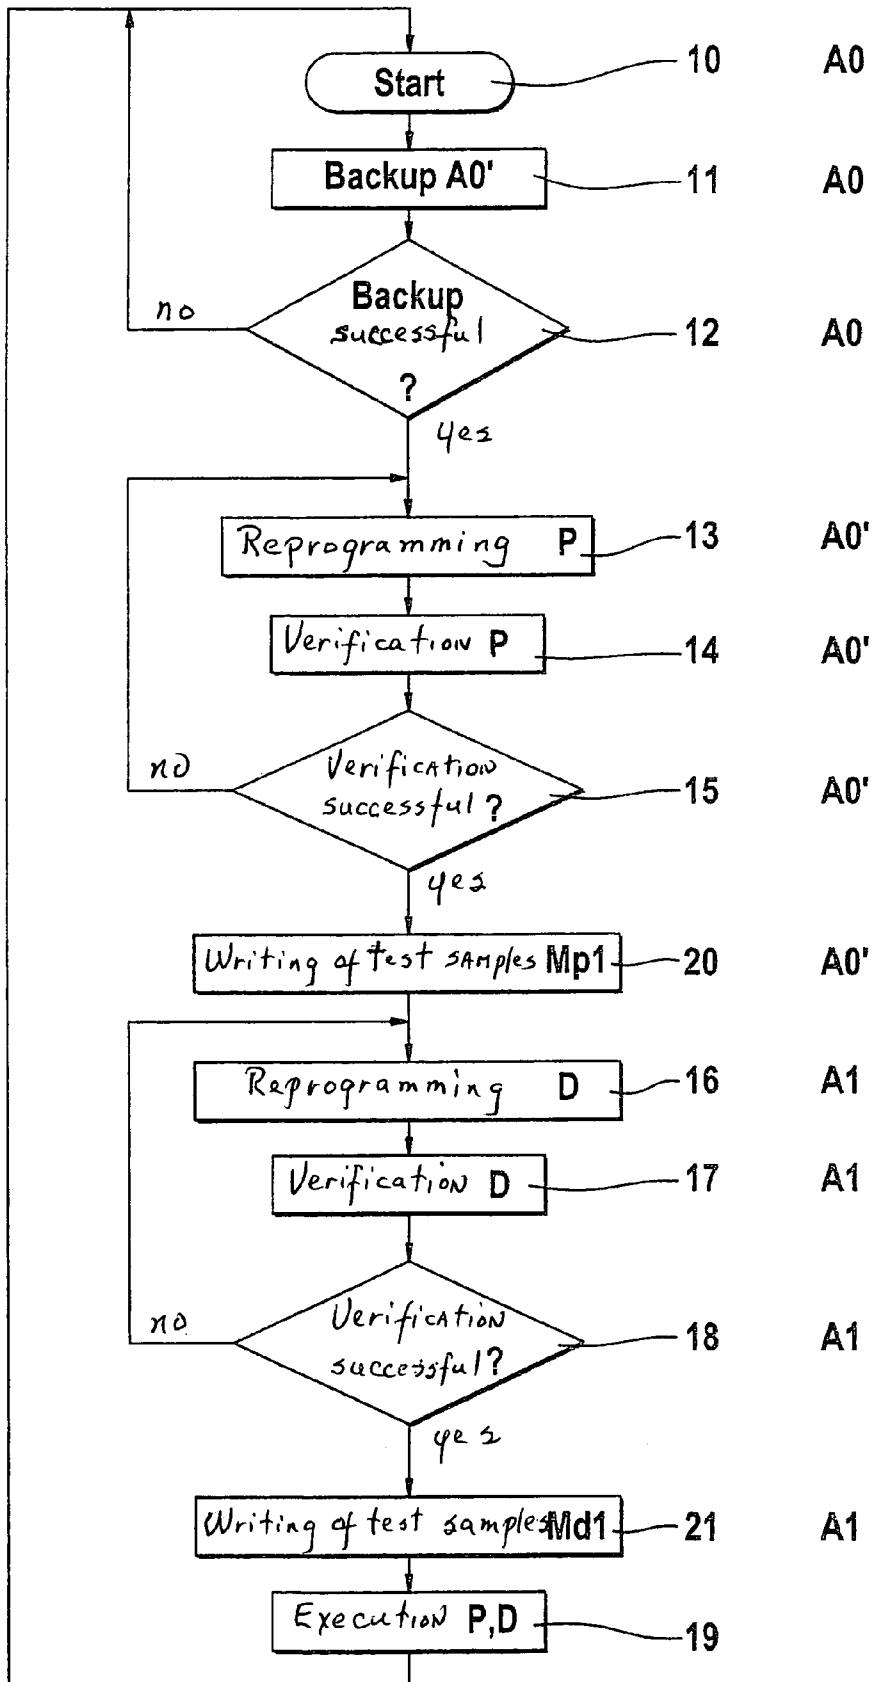 Start 10 A0
Backup A0' 11 A0
Backup
successful
? 12 A0
no
yes
Reprogramming P 13 A0'
Verification P 14 A0'
Verification
successful? 15 A0'
no
yes
Writing of test samples Mp1 20 A0'
Reprogramming D 16 A1
Verification D 17 A1
Verification
successful? 18 A1
no
yes
Writing of test samples Md1 21 A1
Execution P,D 19